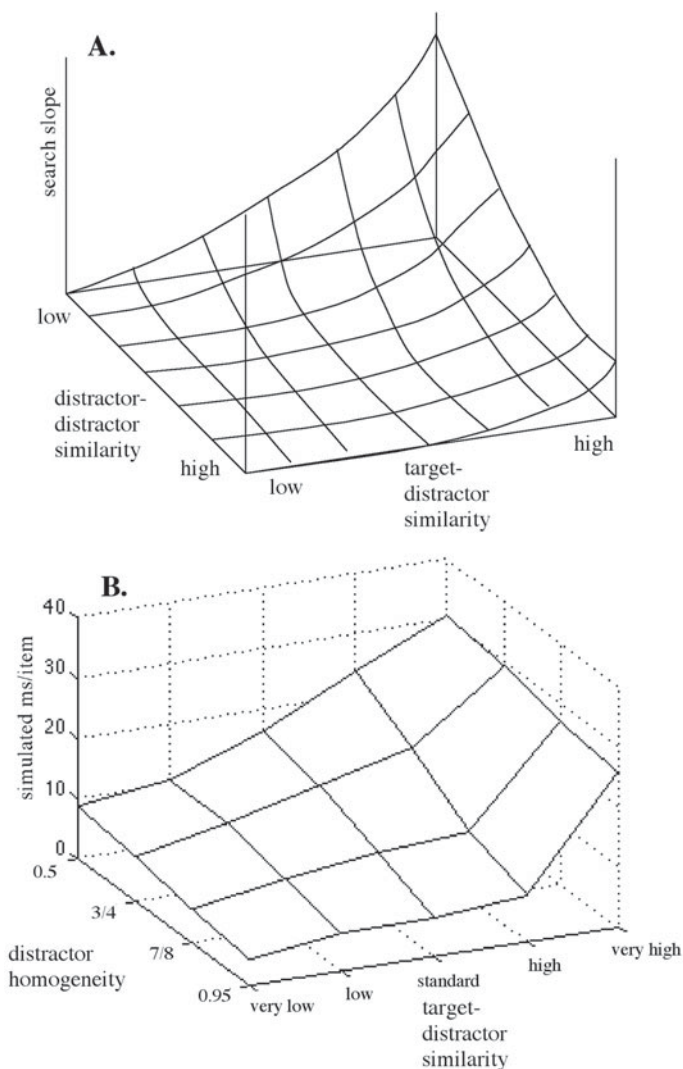 A.
search slope
low
distractor-
distractor
similarity
high
low
target-
distractor
similarity
high
B.
simulated ms/item
40
30
20
10
0
0.5
3/4
7/8
0.95
distractor
homogeneity
very low
low
standard
high
very high
target-
distractor
similarity